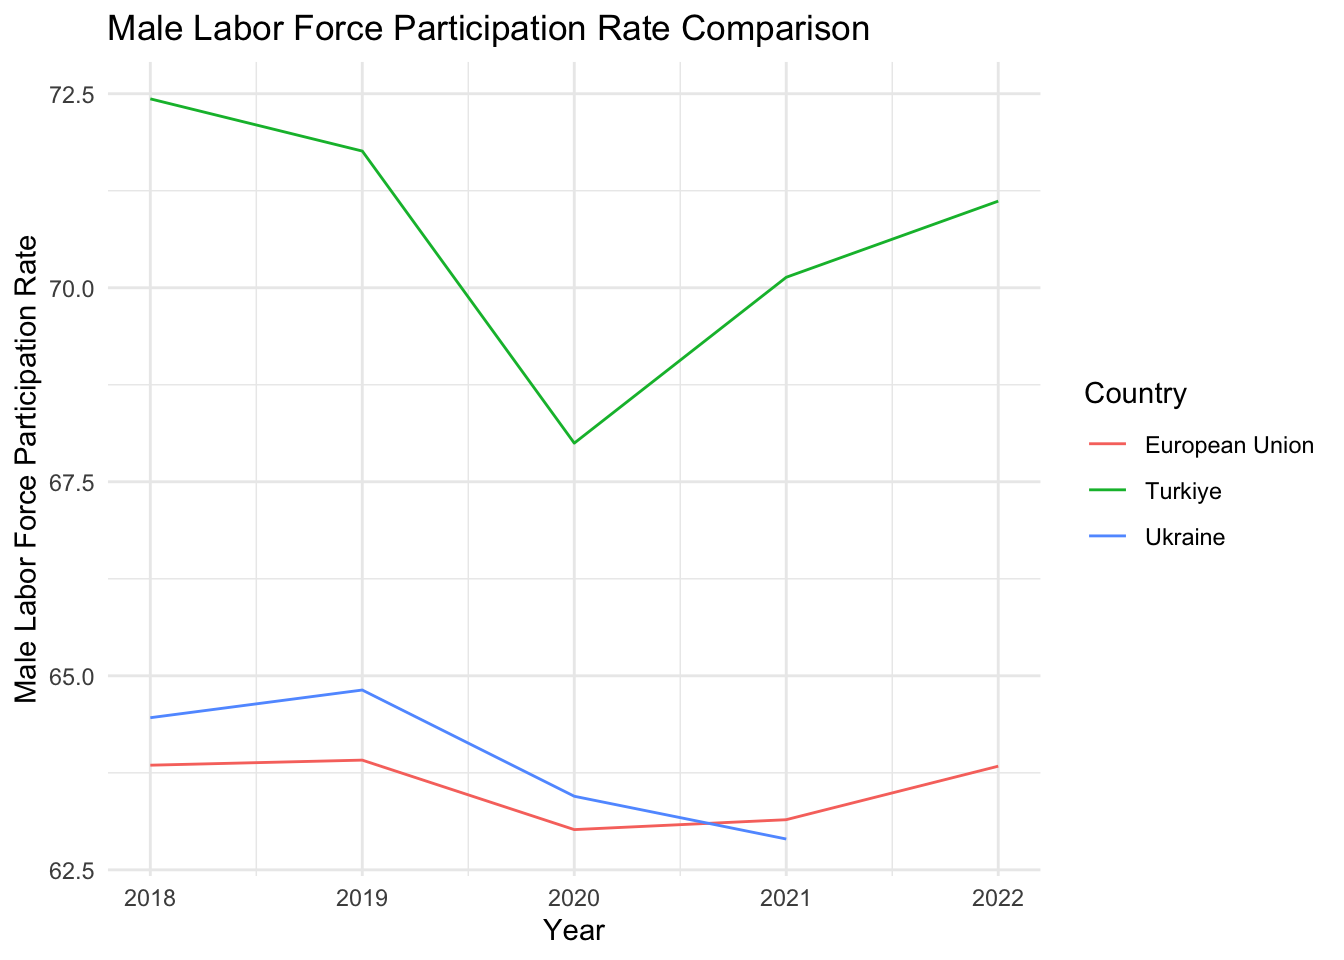 Male Labor Force Participation Rate Comparison
Male Labor Force Participation Rate
72.5
70.0
67.5
65.0
62.5
2018 2019 2020 2021 2022
Year
Country
European Union
Turkiye
Ukraine